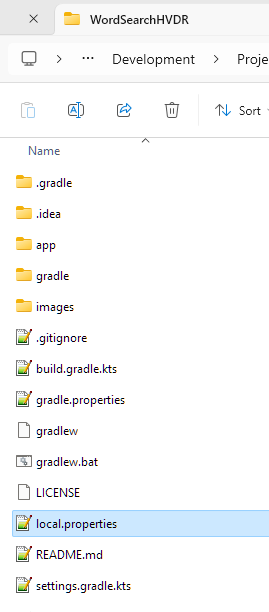 WordSearchHVDR
Development
Proje
Sort
Name
.gradle
.idea
app
gradle
images
.gitignore
build.gradle.kts
gradle.properties
gradlew
gradlew.bat
LICENSE
local.properties
README.md
settings.gradle.kts